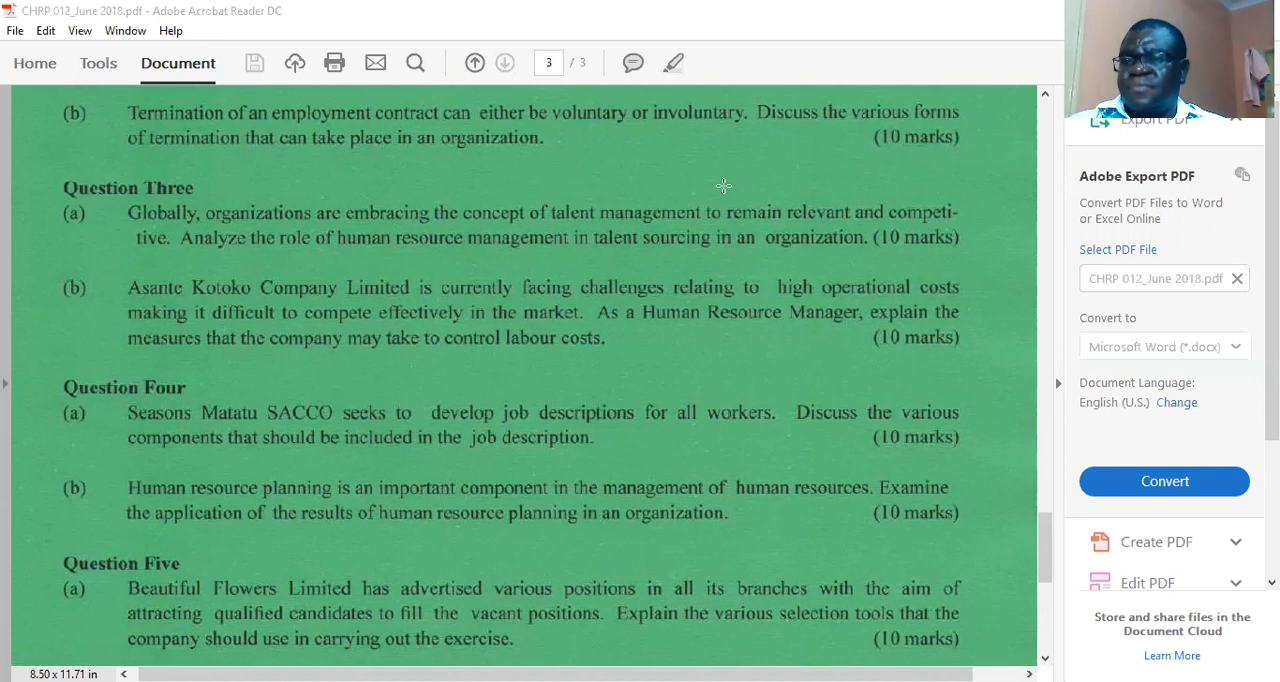 CHRP 012_June 2018.pdf - Adobe Acrobat Reader DC
File Edit View Window Help
Home Tools Document 3 / 3
(b) Termination of an employment contract can either be voluntary or involuntary. Discuss the various forms
of termination that can take place in an organization. (10 marks)
Question Three
(a) Globally, organizations are embracing the concept of talent management to remain relevant and competi-
tive. Analyze the role of human resource management in talent sourcing in an organization. (10 marks)
(b) Asante Kotoko Company Limited is currently facing challenges relating to high operational costs
making it difficult to compete effectively in the market. As a Human Resource Manager, explain the
measures that the company may take to control labour costs. (10 marks)
Question Four
(a) Seasons Matatu SACCO seeks to develop job descriptions for all workers. Discuss the various
components that should be included in the job description. (10 marks)
(b) Human resource planning is an important component in the management of human resources. Examine
the application of the results of human resource planning in an organization. (10 marks)
Question Five
(a) Beautiful Flowers Limited has advertised various positions in all its branches with the aim of
attracting qualified candidates to fill the vacant positions. Explain the various selection tools that the
company should use in carrying out the exercise. (10 marks)
8.50 x 11.71 in
Export PDF
Adobe Export PDF
Convert PDF Files to Word
or Excel Online
Select PDF File
CHRP 012_June 2018.pdf
Convert to
Microsoft Word (*.docx)
Document Language:
English (U.S.) Change
Convert
Create PDF
Edit PDF
Store and share files in the
Document Cloud
Learn More